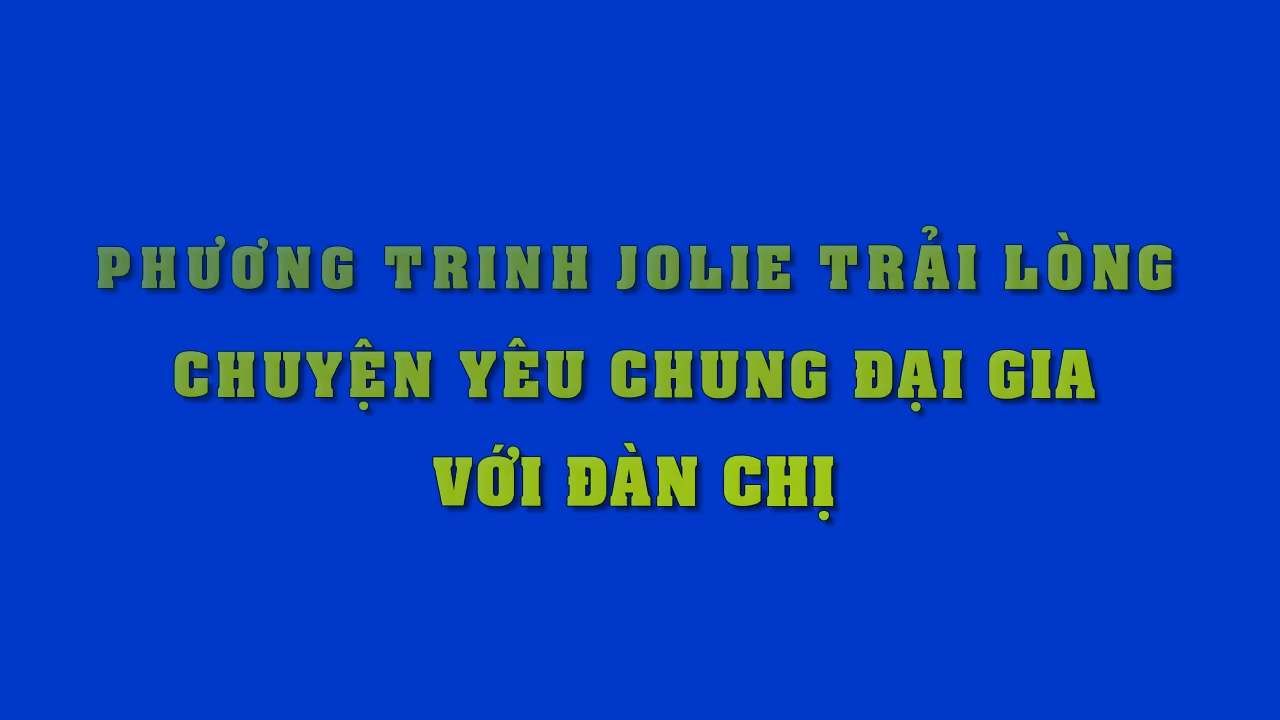 PHƯƠNG TRINH JOLIE TRẢI LÒNG
CHUYỆN YÊU CHUNG ĐẠI GIA
VỚI ĐÀN CHỊ